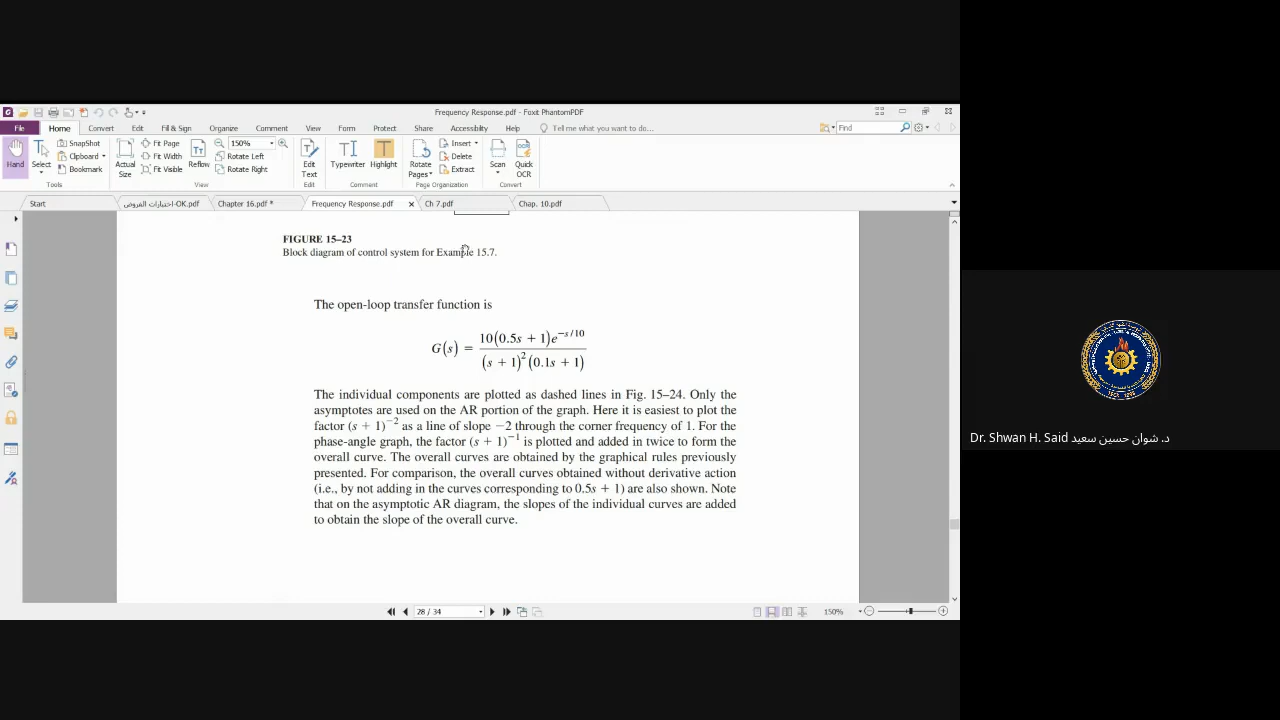 Frequency Response.pdf - Foxit PhantomPDF
File Home Convert Edit Fill & Sign Organize Comment View Form Protect Share Accessibility Help Tell me what you want to do... Find
SnapShot Fit Page 150% Insert
Hand Select Clipboard Actual Size Fit Width Reflow Rotate Left Edit Text Typewriter Highlight Rotate Pages Delete Scan Quick OCR
Bookmark Fit Visible Rotate Right Extract
Tools View Edit Comment Page Organization Convert
Start اختيارات الفروض-OK.pdf Chapter 16.pdf * Frequency Response.pdf Ch 7.pdf Chap. 10.pdf
FIGURE 15–23
Block diagram of control system for Example 15.7.
The open-loop transfer function is
G(s) = 10(0.5s + 1)e^{−s/10} / (s + 1)^2 (0.1s + 1)
The individual components are plotted as dashed lines in Fig. 15–24. Only the
asymptotes are used on the AR portion of the graph. Here it is easiest to plot the
factor (s + 1)^{−2} as a line of slope −2 through the corner frequency of 1. For the
phase-angle graph, the factor (s + 1)^{−1} is plotted and added in twice to form the
overall curve. The overall curves are obtained by the graphical rules previously
presented. For comparison, the overall curves obtained without derivative action
(i.e., by not adding in the curves corresponding to 0.5s + 1) are also shown. Note
that on the asymptotic AR diagram, the slopes of the individual curves are added
to obtain the slope of the overall curve.
28 / 34 150%
Dr. Shwan H. Said د. شوان حسين سعيد